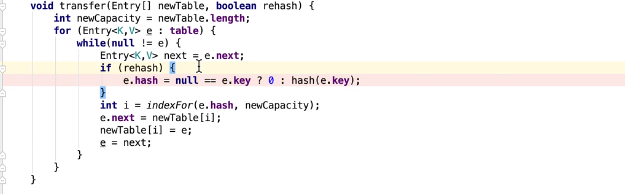 void transfer(Entry[] newTable, boolean rehash) {
int newCapacity = newTable.length;
for (Entry<K,V> e : table) {
while(null != e) {
Entry<K,V> next = e.next;
if (rehash) {
e.hash = null == e.key ? 0 : hash(e.key);
}
int i = indexFor(e.hash, newCapacity);
e.next = newTable[i];
newTable[i] = e;
e = next;
}
}
}